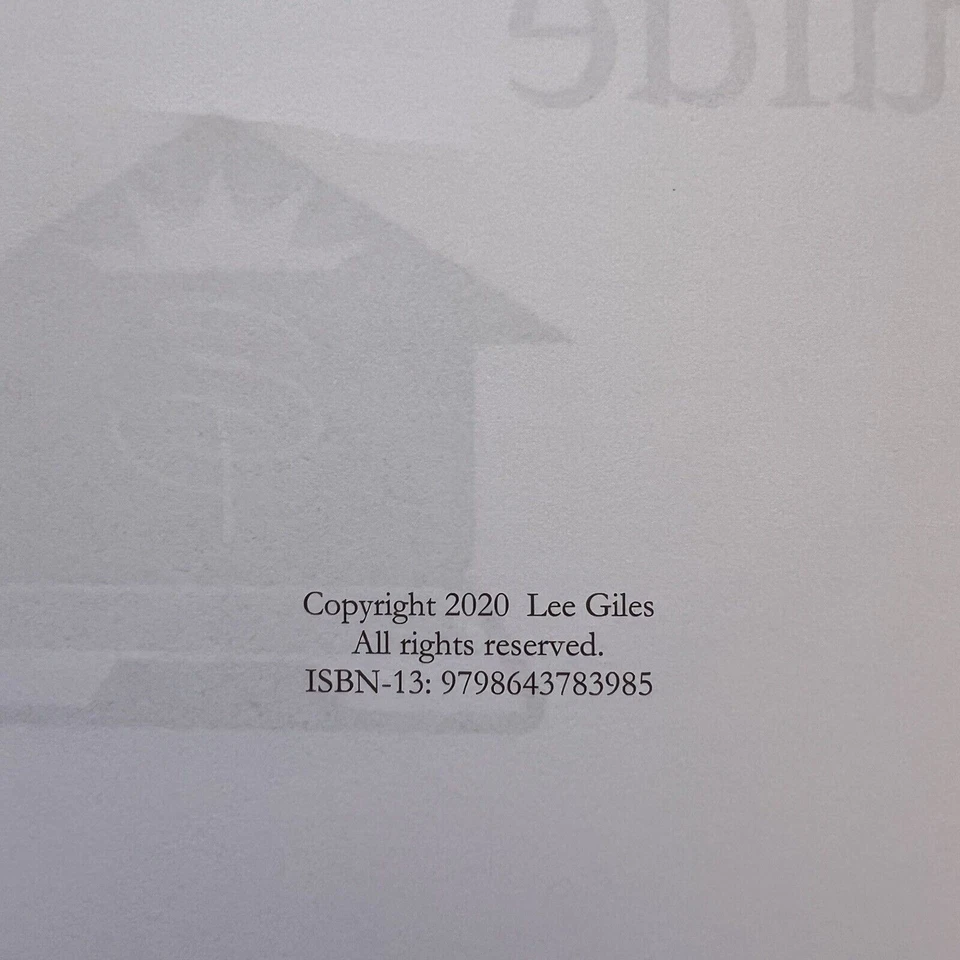 Copyright 2020 Lee Giles
All rights reserved.
ISBN-13: 9798643783985